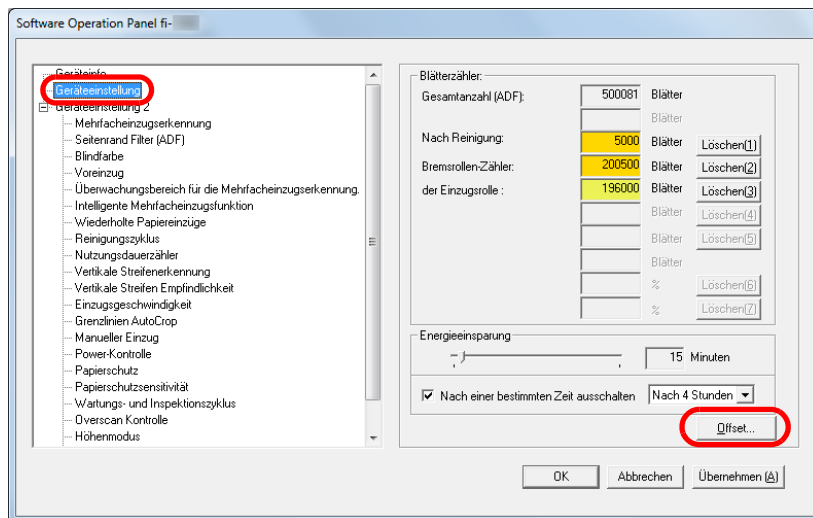 Software Operation Panel fi-
Geräteinfo
Geräteeinstellung
Geräteeinstellung 2
Mehrfacheinzugserkennung
Seitenrand Filter (ADF)
Blindfarbe
Voreinzug
Überwachungsbereich für die Mehrfacheinzugserkennung.
Intelligente Mehrfacheinzugsfunktion
Wiederholte Papiereinzüge
Reinigungszyklus
Nutzungsdauerzähler
Vertikale Streifenerkennung
Vertikale Streifen Empfindlichkeit
Einzugsgeschwindigkeit
Grenzlinien AutoCrop
Manueller Einzug
Power-Kontrolle
Papierschutz
Papierschutzsensitivität
Wartungs- und Inspektionszyklus
Overscan Kontrolle
Höhenmodus
Blätterzähler:
Gesamtanzahl (ADF): 500081 Blätter
Blätter
Nach Reinigung: 5000 Blätter Löschen(1)
Bremsrollen-Zähler: 200500 Blätter Löschen(2)
der Einzugsrolle : 196000 Blätter Löschen(3)
Blätter Löschen(4)
Blätter Löschen(5)
Blätter
% Löschen(6)
% Löschen(7)
Energieeinsparung
15 Minuten
Nach einer bestimmten Zeit ausschalten Nach 4 Stunden
Offset...
OK Abbrechen Übernehmen (A)